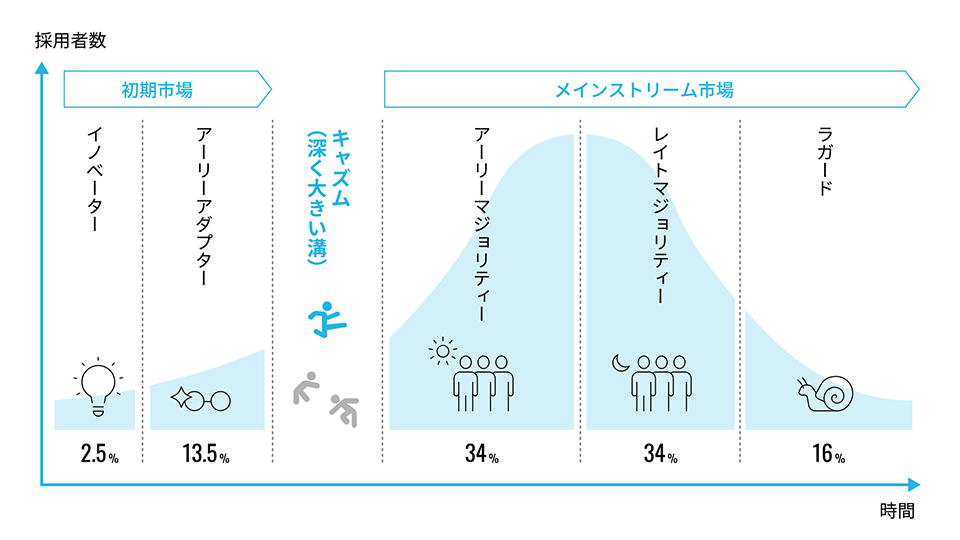 採用者数
初期市場
メインストリーム市場
イノベーター
アーリーアダプター
キャズム
（深く大きい溝）
アーリーマジョリティー
レイトマジョリティー
ラガード
2.5%
13.5%
34%
34%
16%
時間